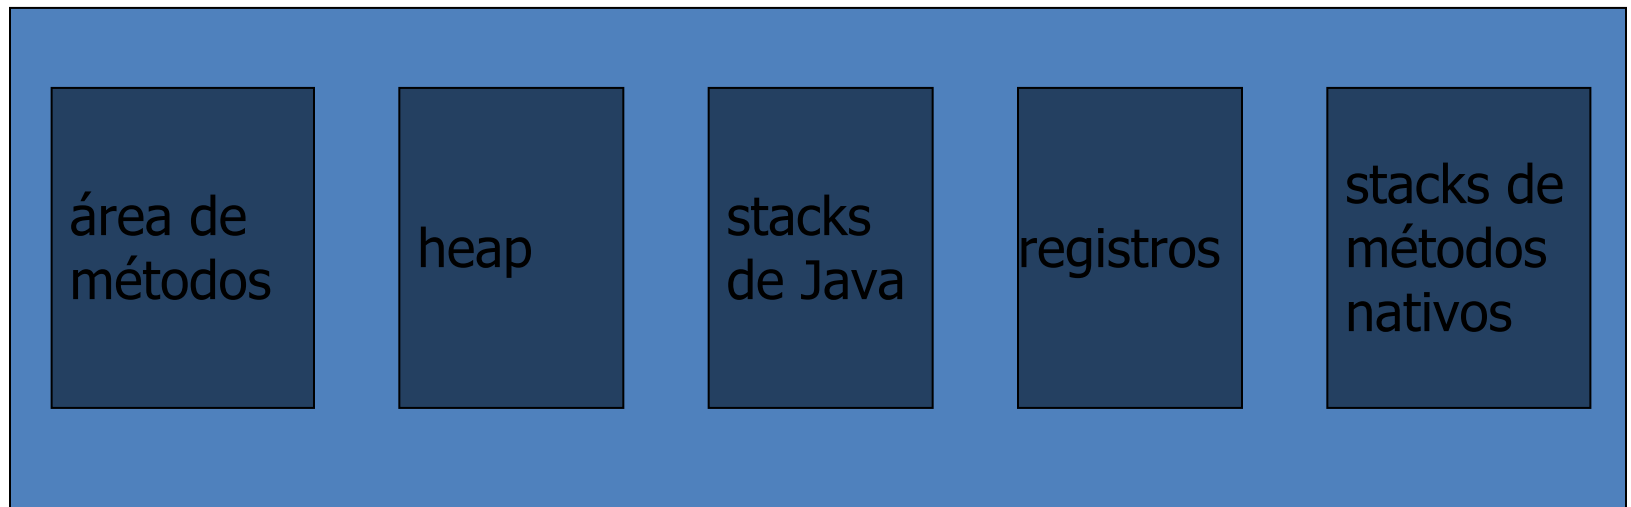 área de
métodos
heap
stacks
de Java
registros
stacks de
métodos
nativos